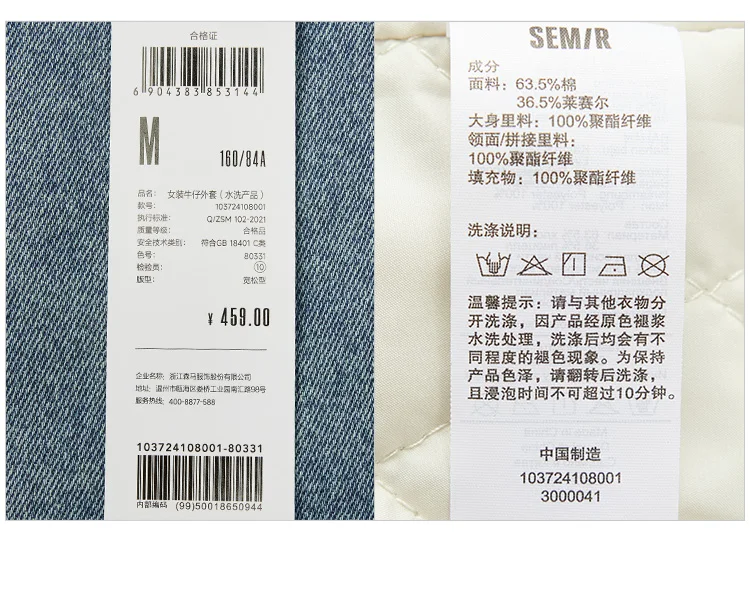 合格证
6 904383 853144
M
160/84A
品名: 女装牛仔外套（水洗产品）
款号: 103724108001
执行标准: Q/ZSM 102-2021
质量等级: 合格品
安全技术类别: 符合GB 18401 C类
色号: 80331
检验员: ⑩
版型: 宽松型
¥ 459.00
企业名称: 浙江森马服饰股份有限公司
地址: 温州市瓯海区娄桥工业园南汇路98号
服务热线: 400-8877-588
103724108001-80331
内部编码 (99)50018650944
SEMIR
成分
面料: 63.5%棉
36.5%莱赛尔
大身里料: 100%聚酯纤维
领面/拼接里料:
100%聚酯纤维
填充物: 100%聚酯纤维
洗涤说明:
温馨提示: 请与其他衣物分
开洗涤，因产品经原色褪浆
水洗处理，洗涤后均会有不
同程度的褪色现象。为保持
产品色泽，请翻转后洗涤，
且浸泡时间不可超过10分钟。
中国制造
103724108001
3000041